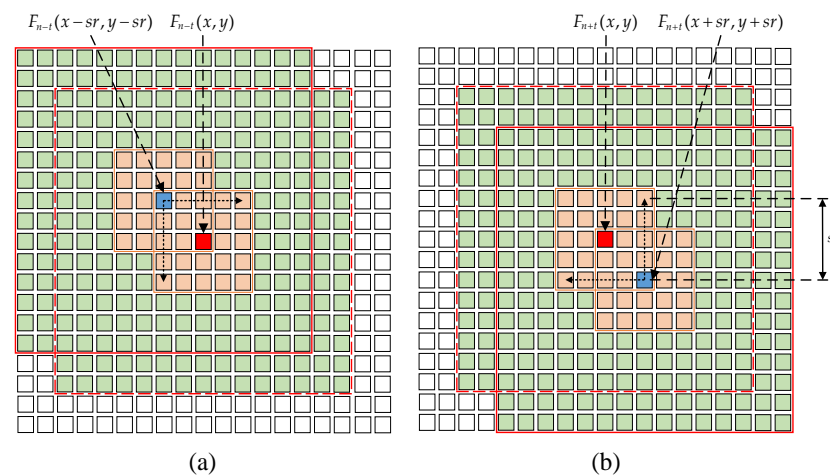 F_{n−t}(x−sr, y−sr) F_{n−t}(x, y) F_{n+t}(x, y) F_{n+t}(x+sr, y+sr)
s
(a) (b)